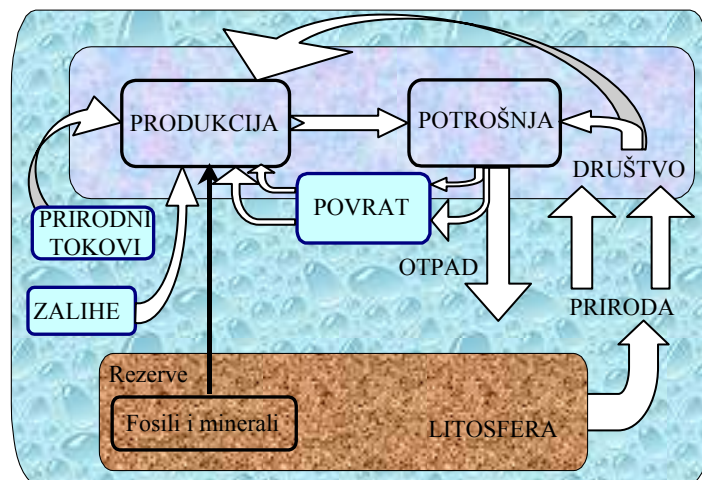 PRODUKCIJA
POTROŠNJA
DRUŠTVO
POVRAT
PRIRODNI
TOKOVI
OTPAD
ZALIHE
PRIRODA
Rezerve
Fosili i minerali
LITOSFERA